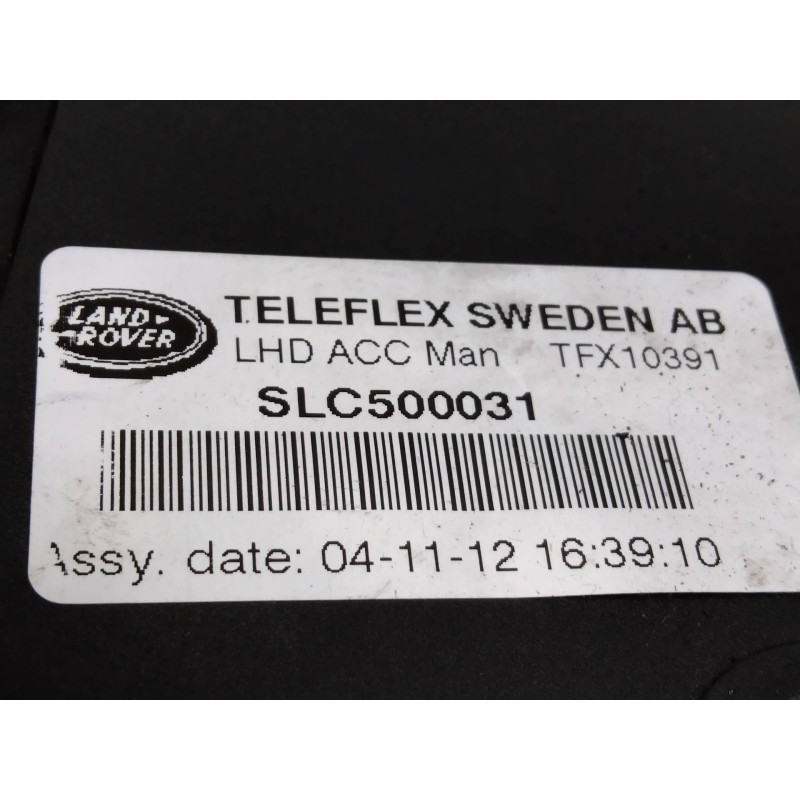 LAND
ROVER
TELEFLEX SWEDEN AB
LHD ACC Man TFX10391
SLC500031
Assy. date: 04-11-12 16:39:10